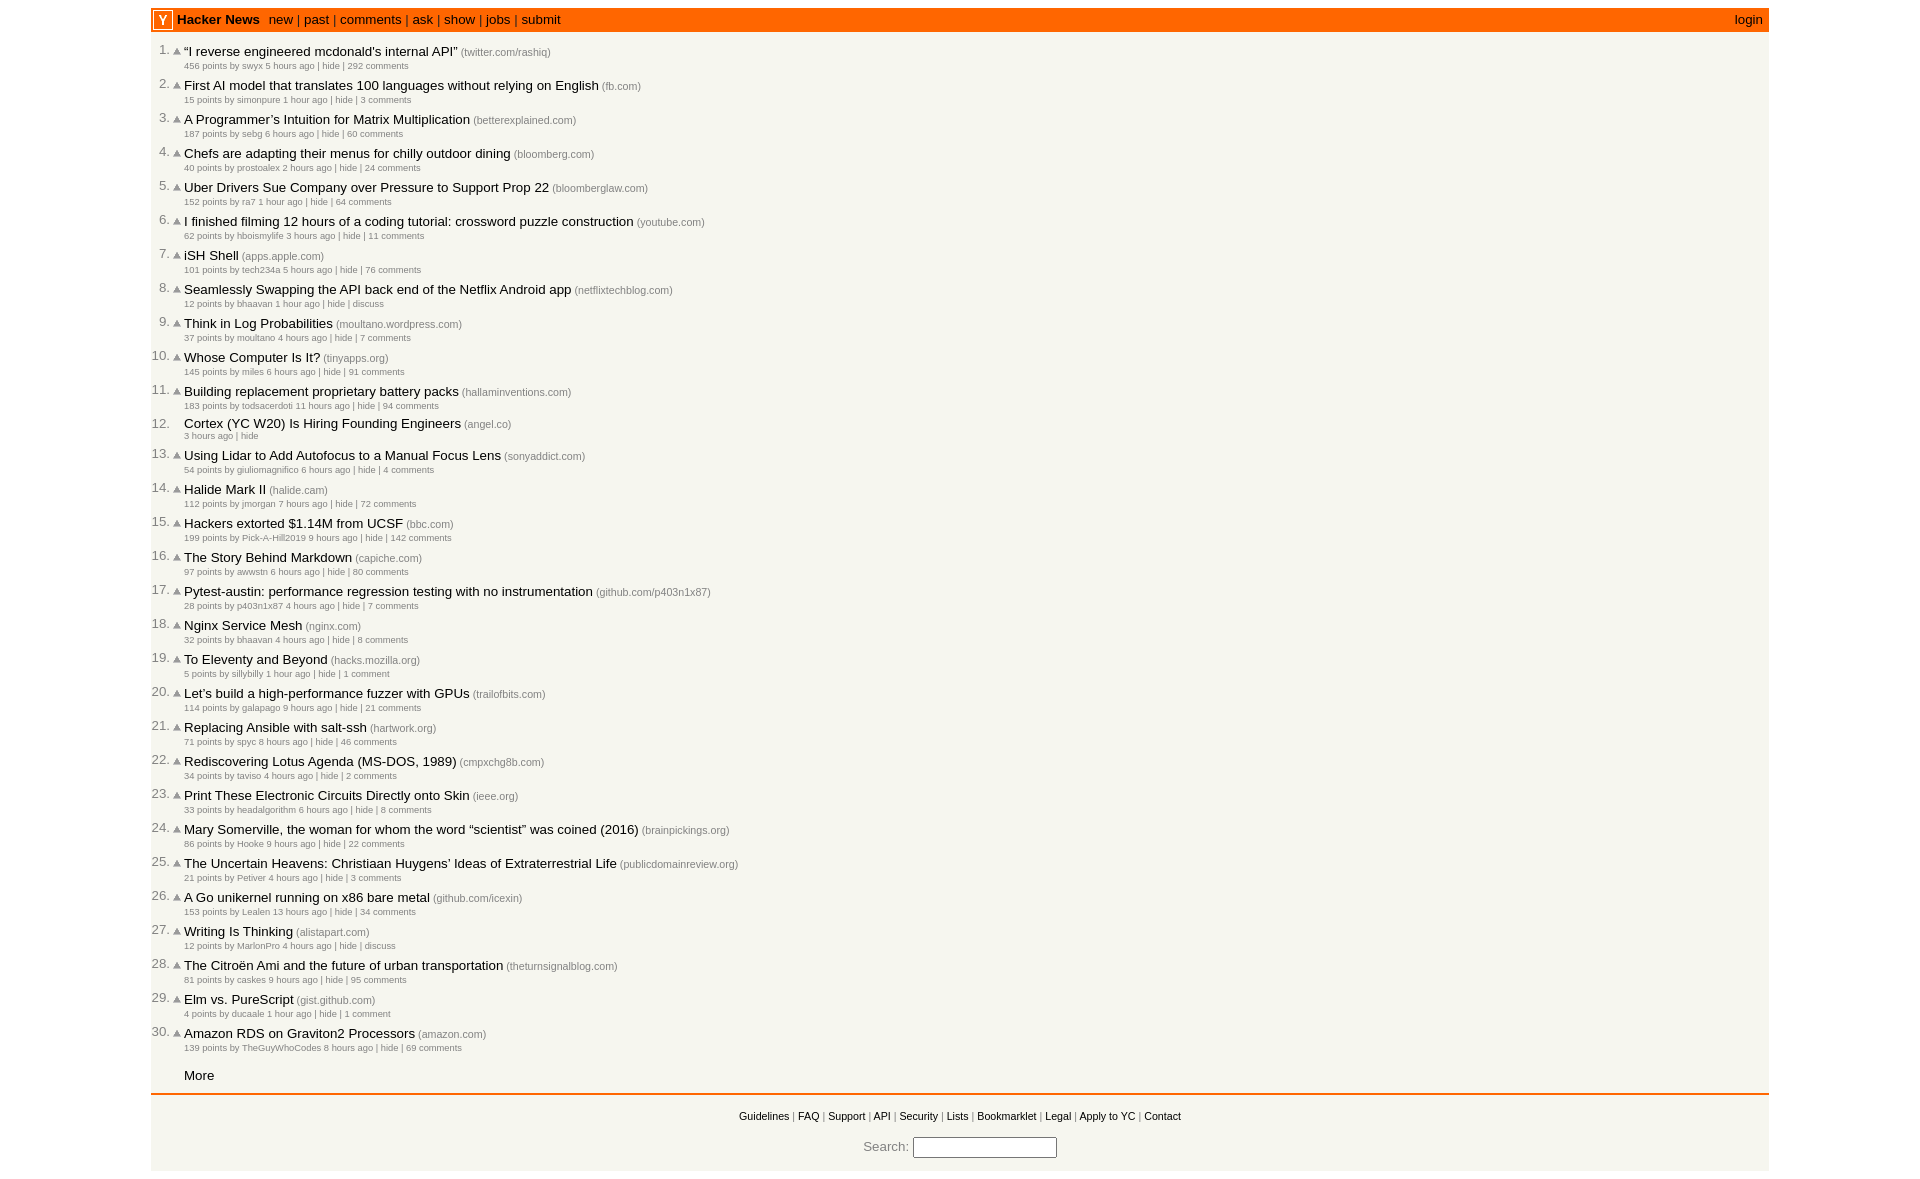 Y Hacker News new | past | comments | ask | show | jobs | submit login
1. “I reverse engineered mcdonald's internal API” (twitter.com/rashiq)
456 points by swyx 5 hours ago | hide | 292 comments
2. First AI model that translates 100 languages without relying on English (fb.com)
15 points by simonpure 1 hour ago | hide | 3 comments
3. A Programmer’s Intuition for Matrix Multiplication (betterexplained.com)
187 points by sebg 6 hours ago | hide | 60 comments
4. Chefs are adapting their menus for chilly outdoor dining (bloomberg.com)
40 points by prostoalex 2 hours ago | hide | 24 comments
5. Uber Drivers Sue Company over Pressure to Support Prop 22 (bloomberglaw.com)
152 points by ra7 1 hour ago | hide | 64 comments
6. I finished filming 12 hours of a coding tutorial: crossword puzzle construction (youtube.com)
62 points by hboismylife 3 hours ago | hide | 11 comments
7. iSH Shell (apps.apple.com)
101 points by tech234a 5 hours ago | hide | 76 comments
8. Seamlessly Swapping the API back end of the Netflix Android app (netflixtechblog.com)
12 points by bhaavan 1 hour ago | hide | discuss
9. Think in Log Probabilities (moultano.wordpress.com)
37 points by moultano 4 hours ago | hide | 7 comments
10. Whose Computer Is It? (tinyapps.org)
145 points by miles 6 hours ago | hide | 91 comments
11. Building replacement proprietary battery packs (hallaminventions.com)
183 points by todsacerdoti 11 hours ago | hide | 94 comments
12. Cortex (YC W20) Is Hiring Founding Engineers (angel.co)
3 hours ago | hide
13. Using Lidar to Add Autofocus to a Manual Focus Lens (sonyaddict.com)
54 points by giuliomagnifico 6 hours ago | hide | 4 comments
14. Halide Mark II (halide.cam)
112 points by jmorgan 7 hours ago | hide | 72 comments
15. Hackers extorted $1.14M from UCSF (bbc.com)
199 points by Pick-A-Hill2019 9 hours ago | hide | 142 comments
16. The Story Behind Markdown (capiche.com)
97 points by awwstn 6 hours ago | hide | 80 comments
17. Pytest-austin: performance regression testing with no instrumentation (github.com/p403n1x87)
28 points by p403n1x87 4 hours ago | hide | 7 comments
18. Nginx Service Mesh (nginx.com)
32 points by bhaavan 4 hours ago | hide | 8 comments
19. To Eleventy and Beyond (hacks.mozilla.org)
5 points by sillybilly 1 hour ago | hide | 1 comment
20. Let’s build a high-performance fuzzer with GPUs (trailofbits.com)
114 points by galapago 9 hours ago | hide | 21 comments
21. Replacing Ansible with salt-ssh (hartwork.org)
71 points by spyc 8 hours ago | hide | 46 comments
22. Rediscovering Lotus Agenda (MS-DOS, 1989) (cmpxchg8b.com)
34 points by taviso 4 hours ago | hide | 2 comments
23. Print These Electronic Circuits Directly onto Skin (ieee.org)
33 points by headalgorithm 6 hours ago | hide | 8 comments
24. Mary Somerville, the woman for whom the word “scientist” was coined (2016) (brainpickings.org)
86 points by Hooke 9 hours ago | hide | 22 comments
25. The Uncertain Heavens: Christiaan Huygens’ Ideas of Extraterrestrial Life (publicdomainreview.org)
21 points by Petiver 4 hours ago | hide | 3 comments
26. A Go unikernel running on x86 bare metal (github.com/icexin)
153 points by Lealen 13 hours ago | hide | 34 comments
27. Writing Is Thinking (alistapart.com)
12 points by MarlonPro 4 hours ago | hide | discuss
28. The Citroën Ami and the future of urban transportation (theturnsignalblog.com)
81 points by caskes 9 hours ago | hide | 95 comments
29. Elm vs. PureScript (gist.github.com)
4 points by ducaale 1 hour ago | hide | 1 comment
30. Amazon RDS on Graviton2 Processors (amazon.com)
139 points by TheGuyWhoCodes 8 hours ago | hide | 69 comments
More
Guidelines | FAQ | Support | API | Security | Lists | Bookmarklet | Legal | Apply to YC | Contact
Search: